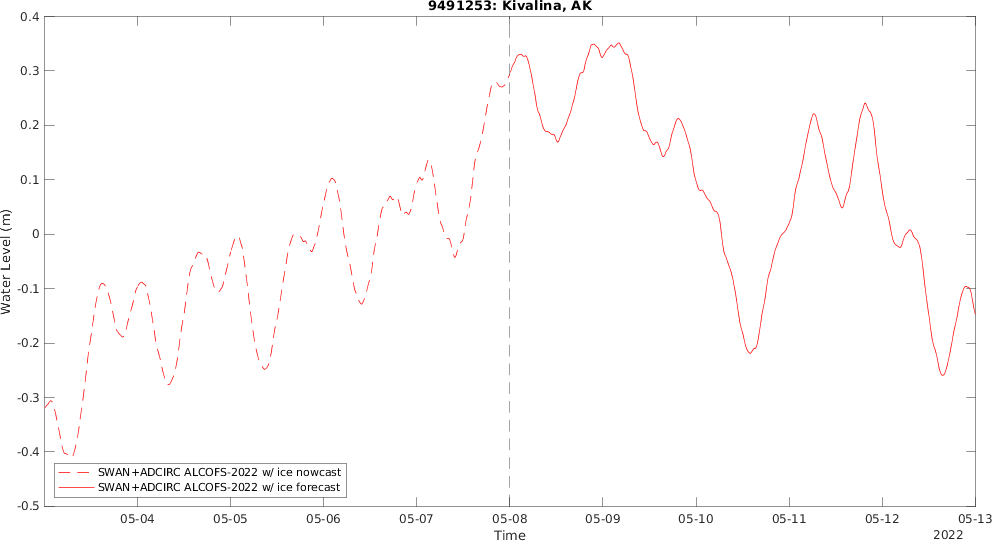 9491253: Kivalina, AK
0.4
0.3
0.2
0.1
0
-0.1
-0.2
-0.3
-0.4
-0.5
Water Level (m)
SWAN+ADCIRC ALCOFS-2022 w/ ice nowcast
SWAN+ADCIRC ALCOFS-2022 w/ ice forecast
05-04 05-05 05-06 05-07 05-08 05-09 05-10 05-11 05-12 05-13
Time
2022